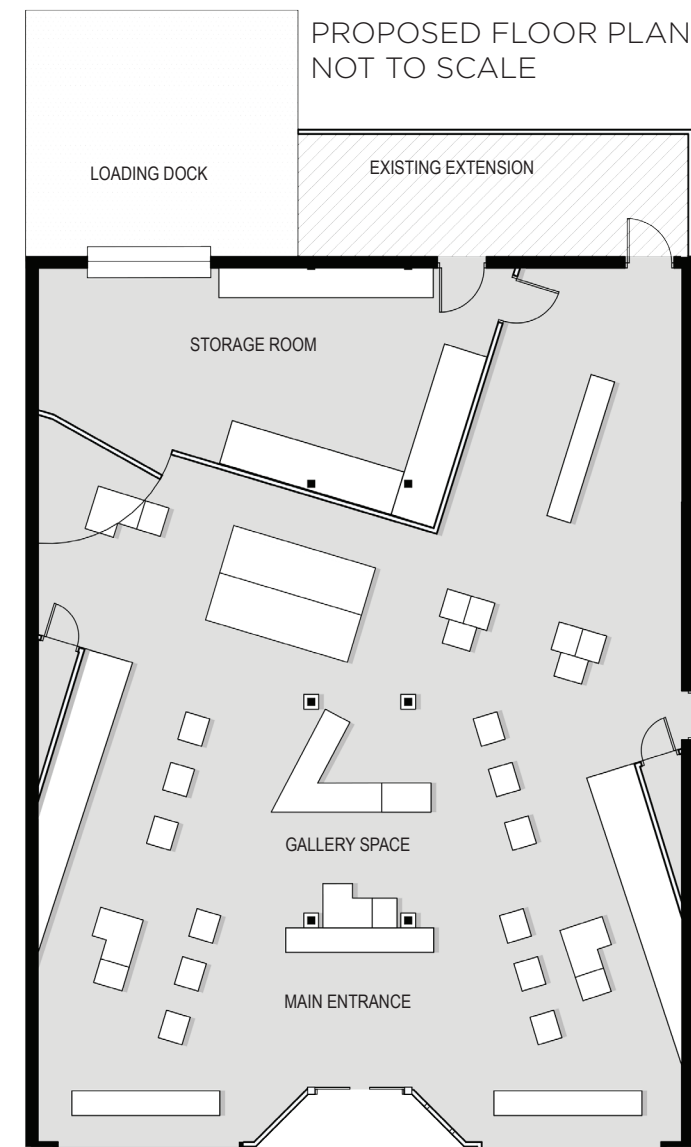 PROPOSED FLOOR PLAN
NOT TO SCALE
LOADING DOCK
EXISTING EXTENSION
STORAGE ROOM
GALLERY SPACE
MAIN ENTRANCE